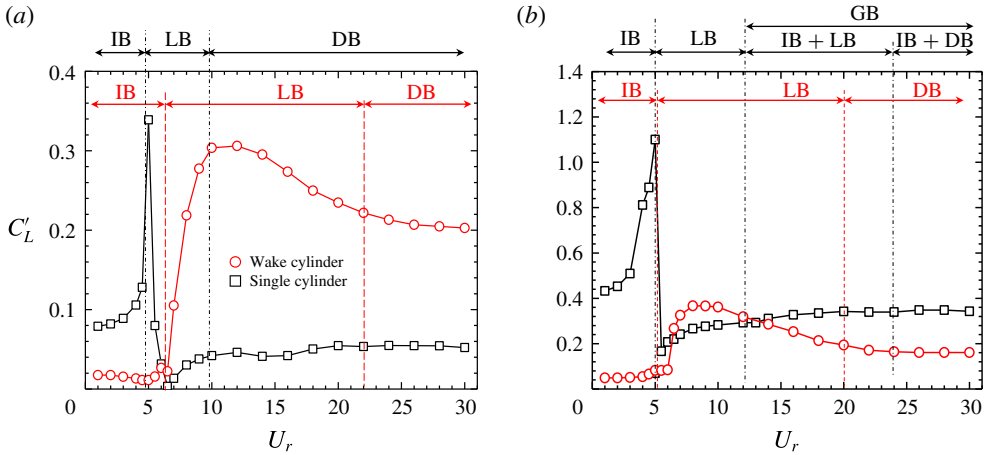 (a)
IB LB DB
IB LB DB
0.4
0.3
0.2
0.1
C′L
Wake cylinder
Single cylinder
0 5 10 15 20 25 30
Ur
(b)
GB
IB LB IB + LB IB + DB
IB LB DB
1.4
1.2
1.0
0.8
0.6
0.4
0.2
0 5 10 15 20 25 30
Ur